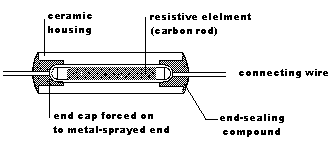 ceramic
housing
resistive elelment
(carbon rod)
connecting wire
end cap forced on
to metal-sprayed end
end-sealing
compound